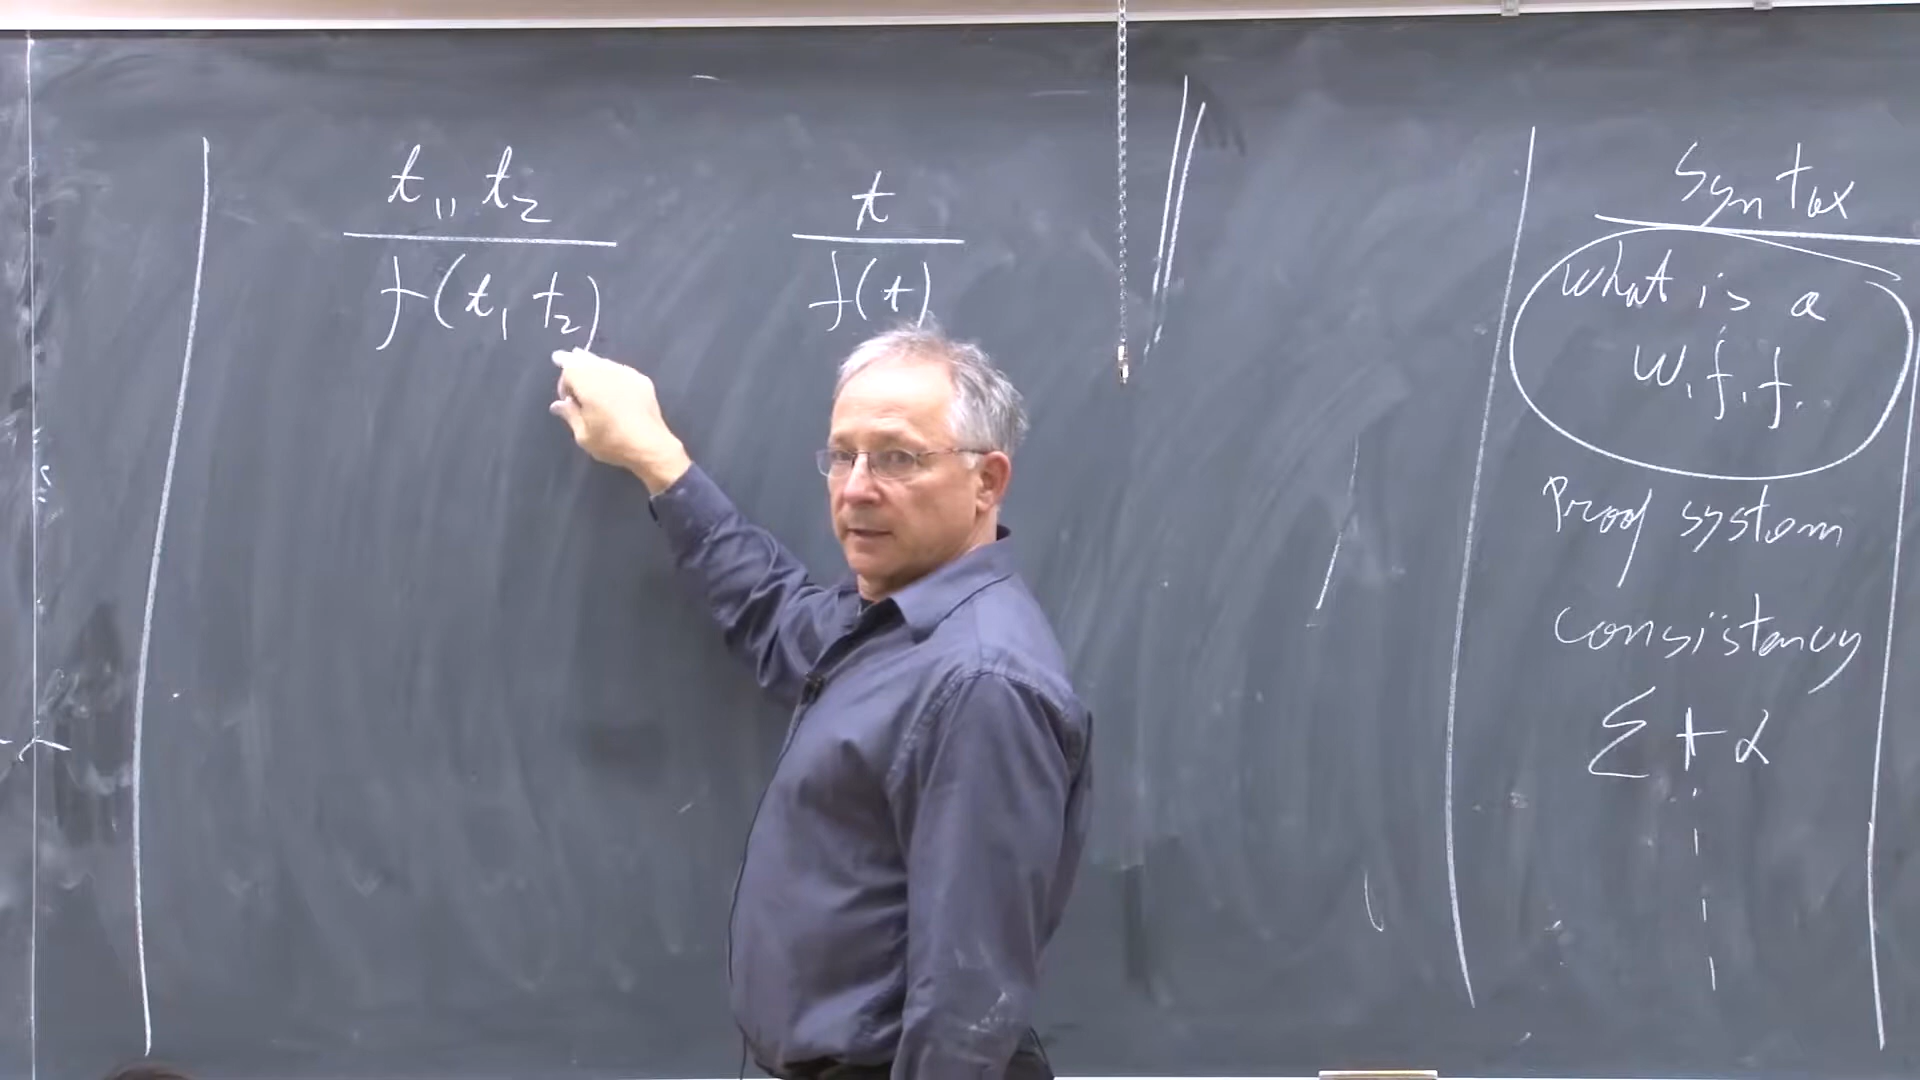 t₁, t₂
f(t₁ t₂)
t
f(t)
Syntax
What is a
w.f.f.
Proof system
consistency
Σ ⊢ α